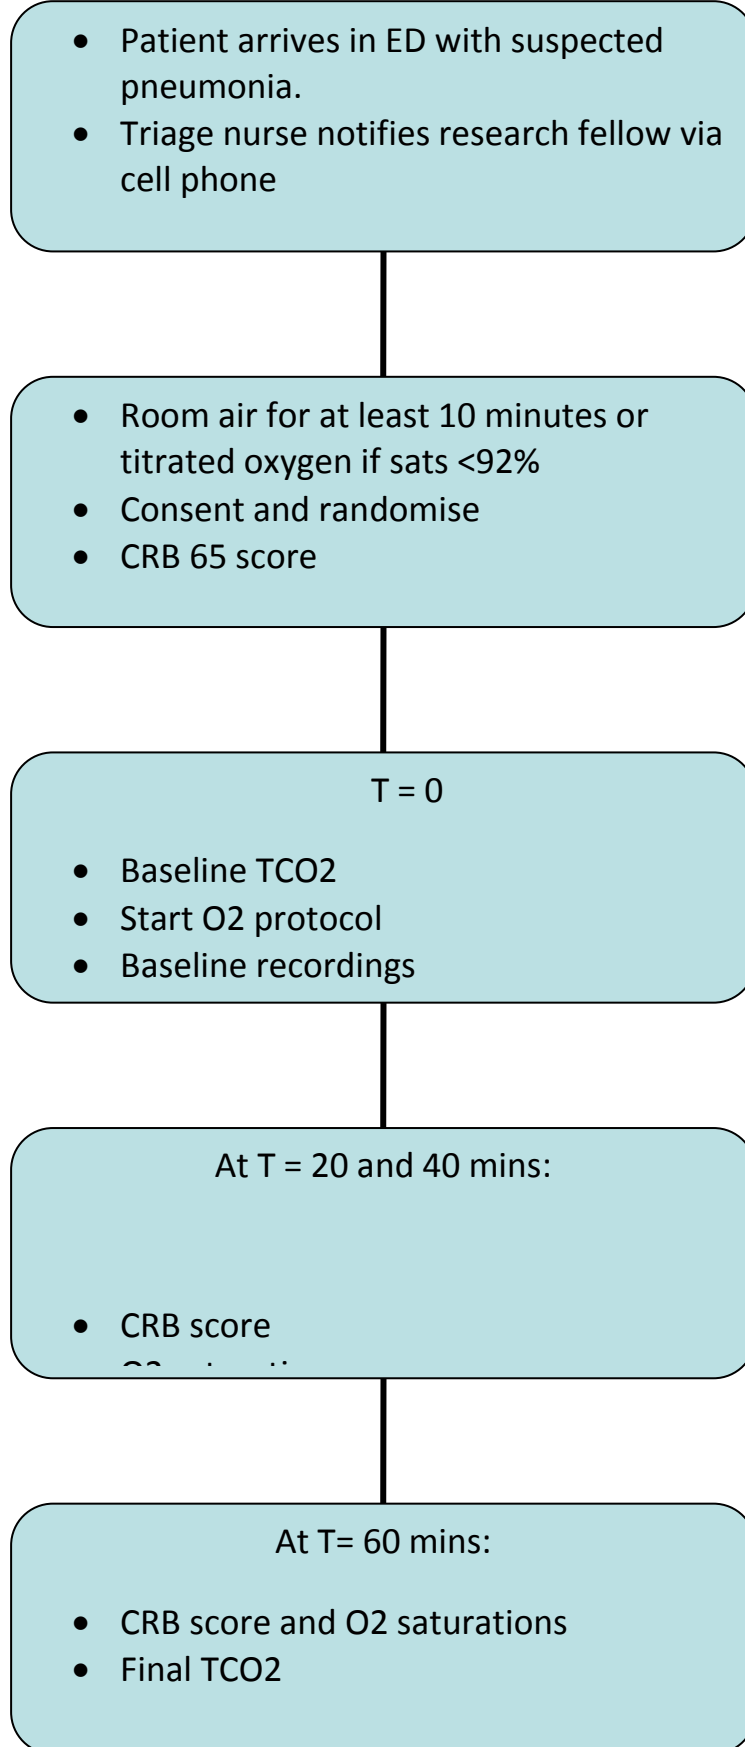 • Patient arrives in ED with suspected
pneumonia.
• Triage nurse notifies research fellow via
cell phone
• Room air for at least 10 minutes or
titrated oxygen if sats <92%
• Consent and randomise
• CRB 65 score
T = 0
• Baseline TCO2
• Start O2 protocol
• Baseline recordings
At T = 20 and 40 mins:
• CRB score
At T= 60 mins:
• CRB score and O2 saturations
• Final TCO2